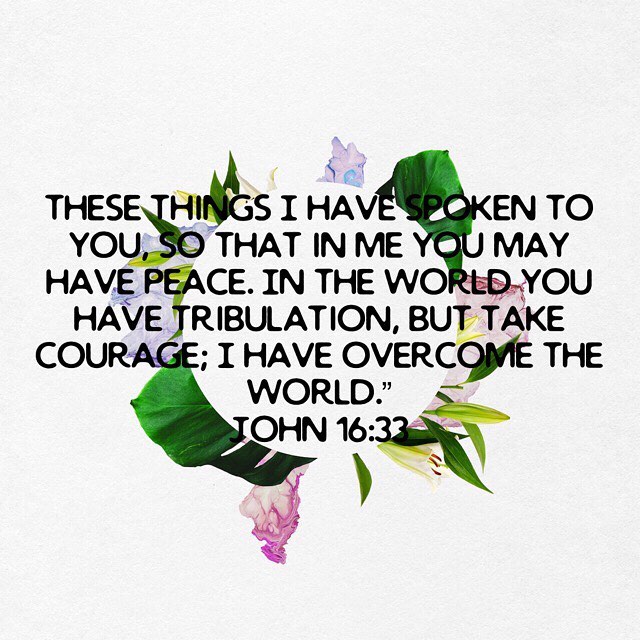 THESE THINGS I HAVE SPOKEN TO
YOU, SO THAT IN ME YOU MAY
HAVE PEACE. IN THE WORLD YOU
HAVE TRIBULATION, BUT TAKE
COURAGE; I HAVE OVERCOME THE
WORLD.”
JOHN 16:33